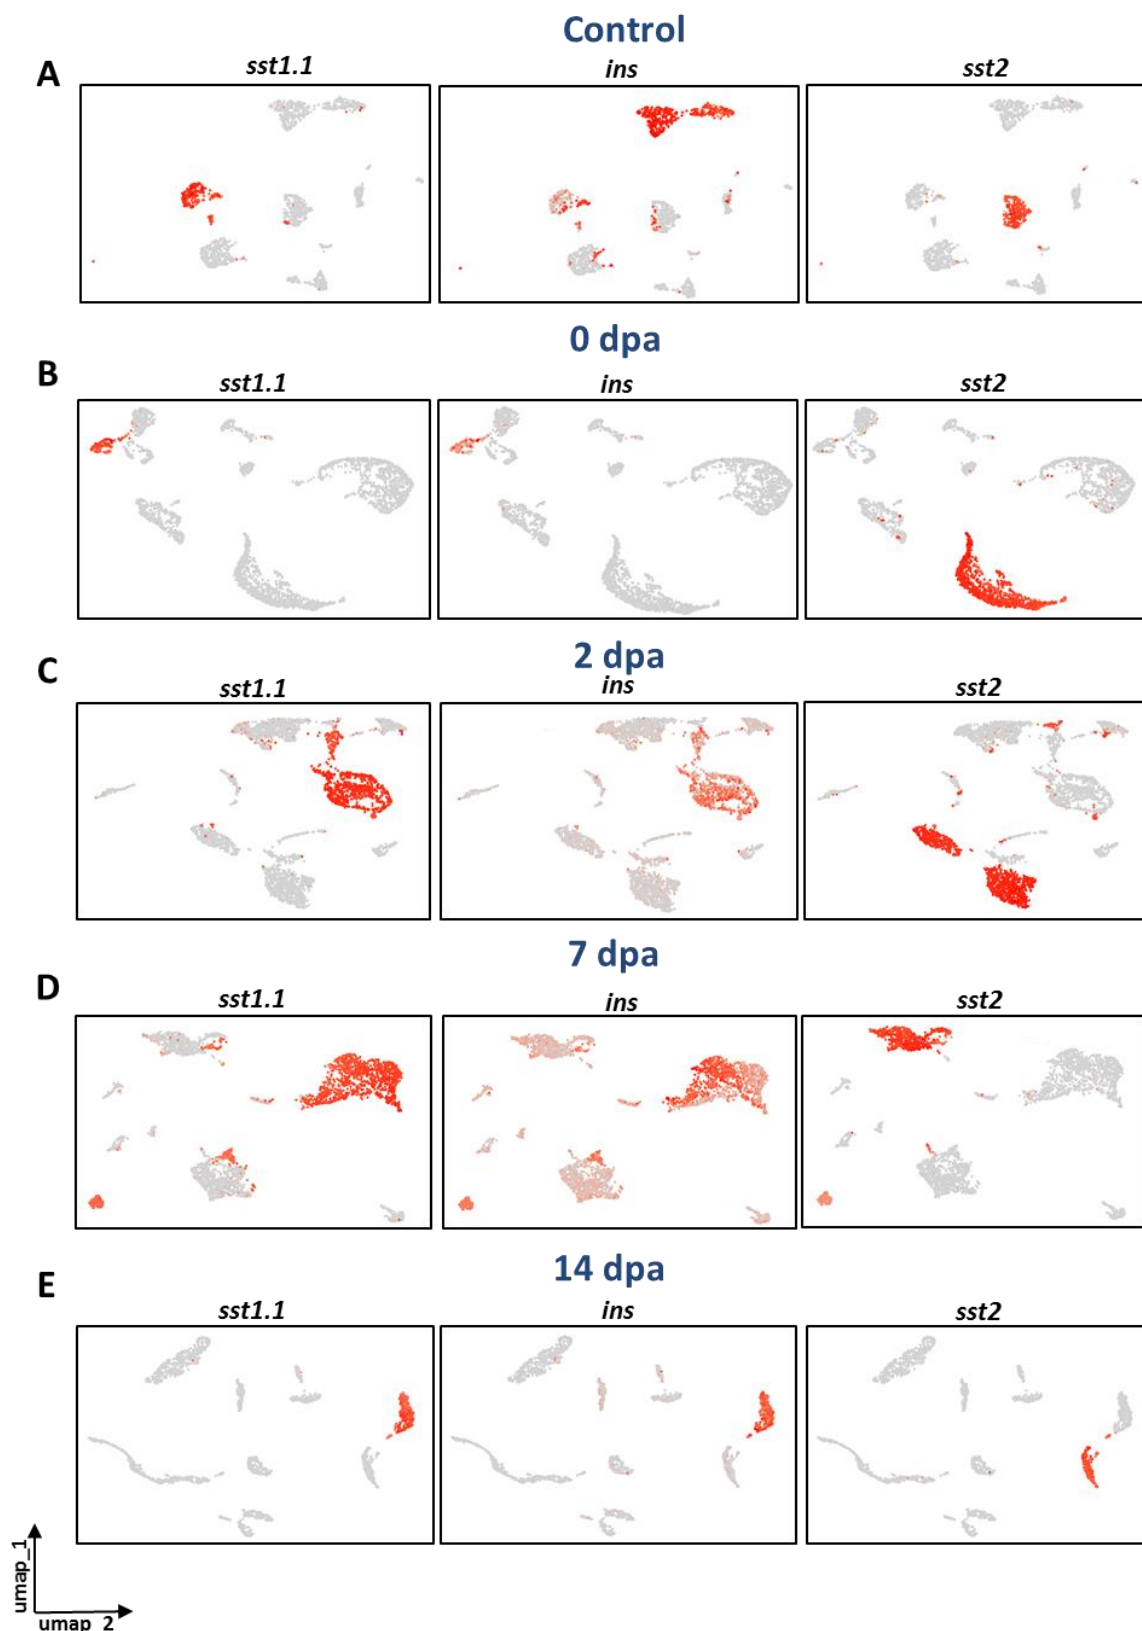 Control
A
sst1.1 ins sst2
0 dpa
B
sst1.1 ins sst2
2 dpa
C
sst1.1 ins sst2
7 dpa
D
sst1.1 ins sst2
14 dpa
E
sst1.1 ins sst2
umap_1
umap_2